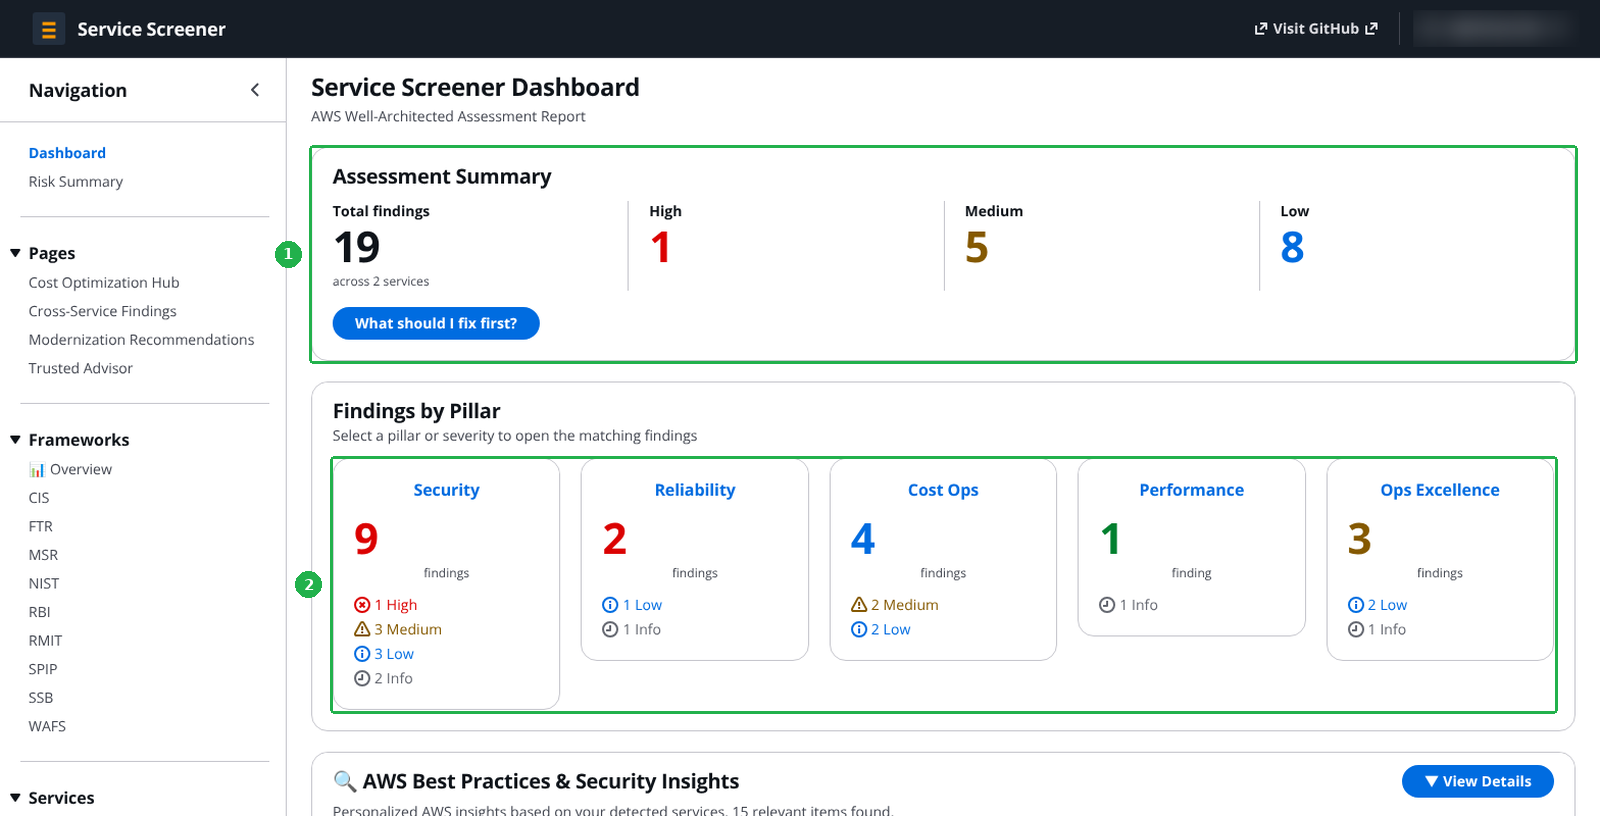 Service Screener
Visit GitHub
Navigation
Dashboard
Risk Summary
Pages
Cost Optimization Hub
Cross-Service Findings
Modernization Recommendations
Trusted Advisor
Frameworks
📊 Overview
CIS
FTR
MSR
NIST
RBI
RMIT
SPIP
SSB
WAFS
Services
Service Screener Dashboard
AWS Well-Architected Assessment Report
1
Assessment Summary
Total findings
19
across 2 services
High
1
Medium
5
Low
8
What should I fix first?
Findings by Pillar
Select a pillar or severity to open the matching findings
2
Security
9
findings
1 High
3 Medium
3 Low
2 Info
Reliability
2
findings
1 Low
1 Info
Cost Ops
4
findings
2 Medium
2 Low
Performance
1
finding
1 Info
Ops Excellence
3
findings
2 Low
1 Info
🔍 AWS Best Practices & Security Insights
▼ View Details
Personalized AWS insights based on your detected services. 15 relevant items found.